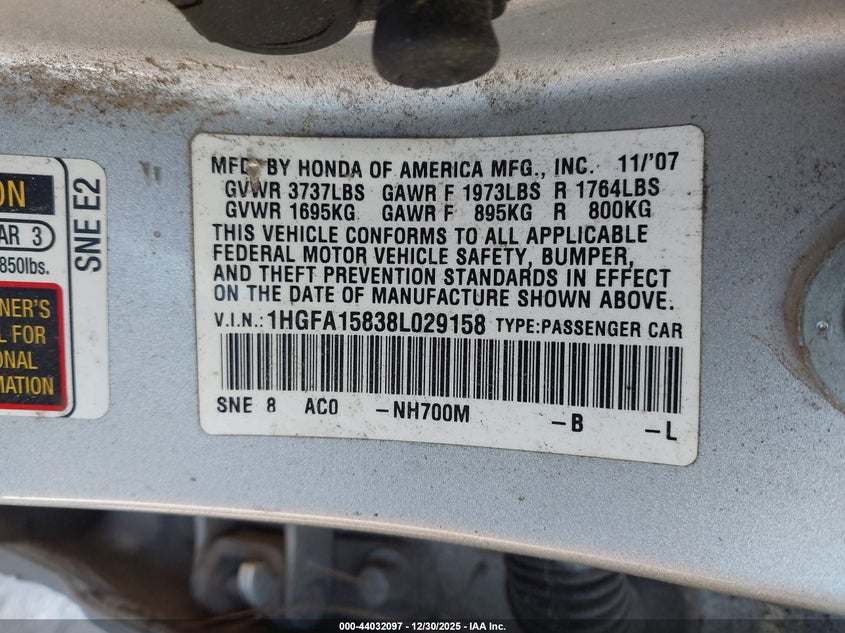 ON
AR 3
850lbs.
NER'S
L FOR
ONAL
MATION
SNE E2
MFD. BY HONDA OF AMERICA MFG., INC. 11/'07
GVWR 3737LBS GAWR F 1973LBS R 1764LBS
GVWR 1695KG GAWR F 895KG R 800KG
THIS VEHICLE CONFORMS TO ALL APPLICABLE
FEDERAL MOTOR VEHICLE SAFETY, BUMPER,
AND THEFT PREVENTION STANDARDS IN EFFECT
ON THE DATE OF MANUFACTURE SHOWN ABOVE.
V.I.N.: 1HGFA15838L029158 TYPE:PASSENGER CAR
SNE 8 AC0 -NH700M -B -L
000-44032097 - 12/30/2025 - IAA Inc.